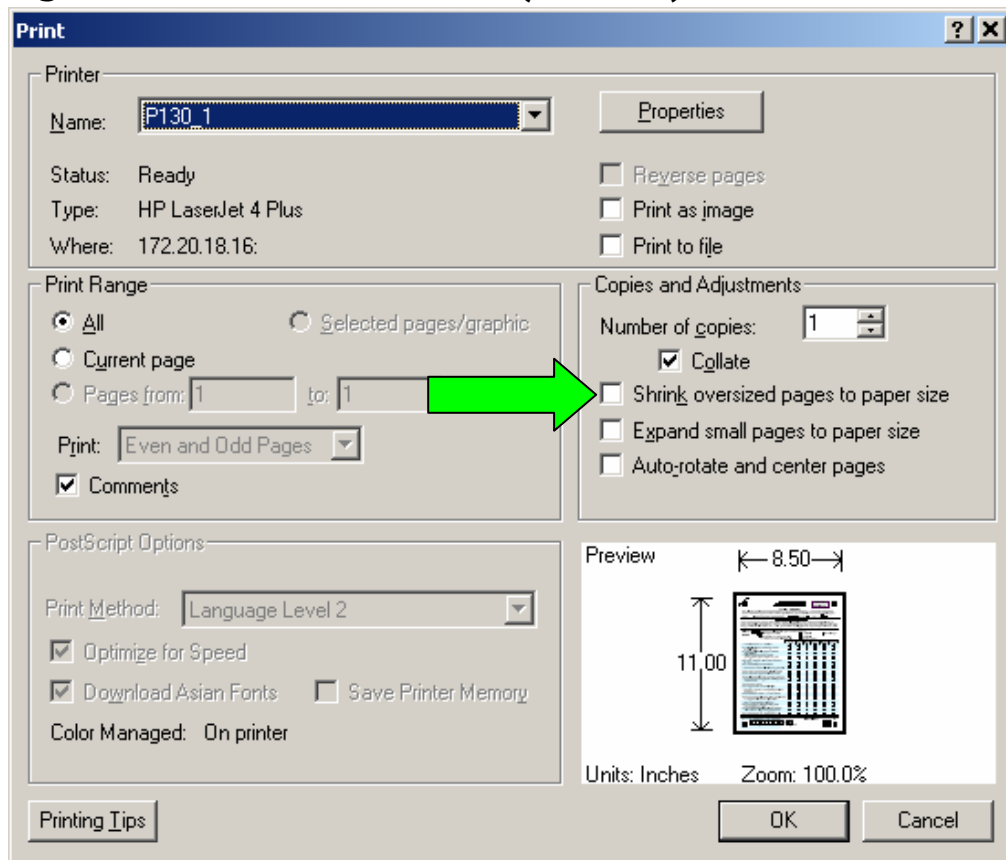 Print
Printer
Name: P130_1 Properties
Status: Ready Reverse pages
Type: HP LaserJet 4 Plus Print as image
Where: 172.20.18.16: Print to file
Print Range
All Selected pages/graphic
Current page
Pages from: 1 to: 1
Print: Even and Odd Pages
Comments
Copies and Adjustments
Number of copies: 1
Collate
Shrink oversized pages to paper size
Expand small pages to paper size
Auto-rotate and center pages
PostScript Options
Print Method: Language Level 2
Optimize for Speed
Download Asian Fonts Save Printer Memory
Color Managed: On printer
Preview 8.50
11.00
Units: Inches Zoom: 100.0%
Printing Tips OK Cancel